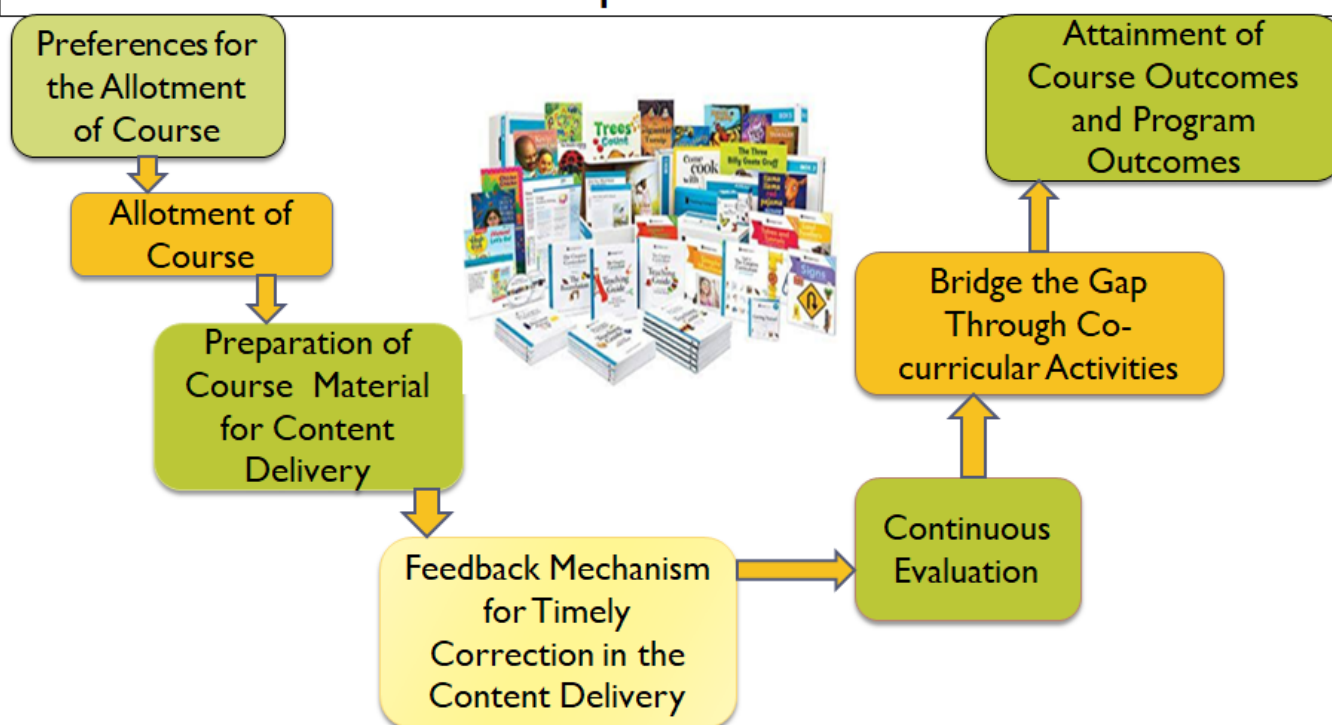 Preferences for
the Allotment
of Course
Allotment of
Course
Preparation of
Course Material
for Content
Delivery
Feedback Mechanism
for Timely
Correction in the
Content Delivery
Continuous
Evaluation
Bridge the Gap
Through Co-
curricular Activities
Attainment of
Course Outcomes
and Program
Outcomes
Trees
Count
Come
cook
with
The Three
Billy Goats Gruff
Teaching
Guide
Signs